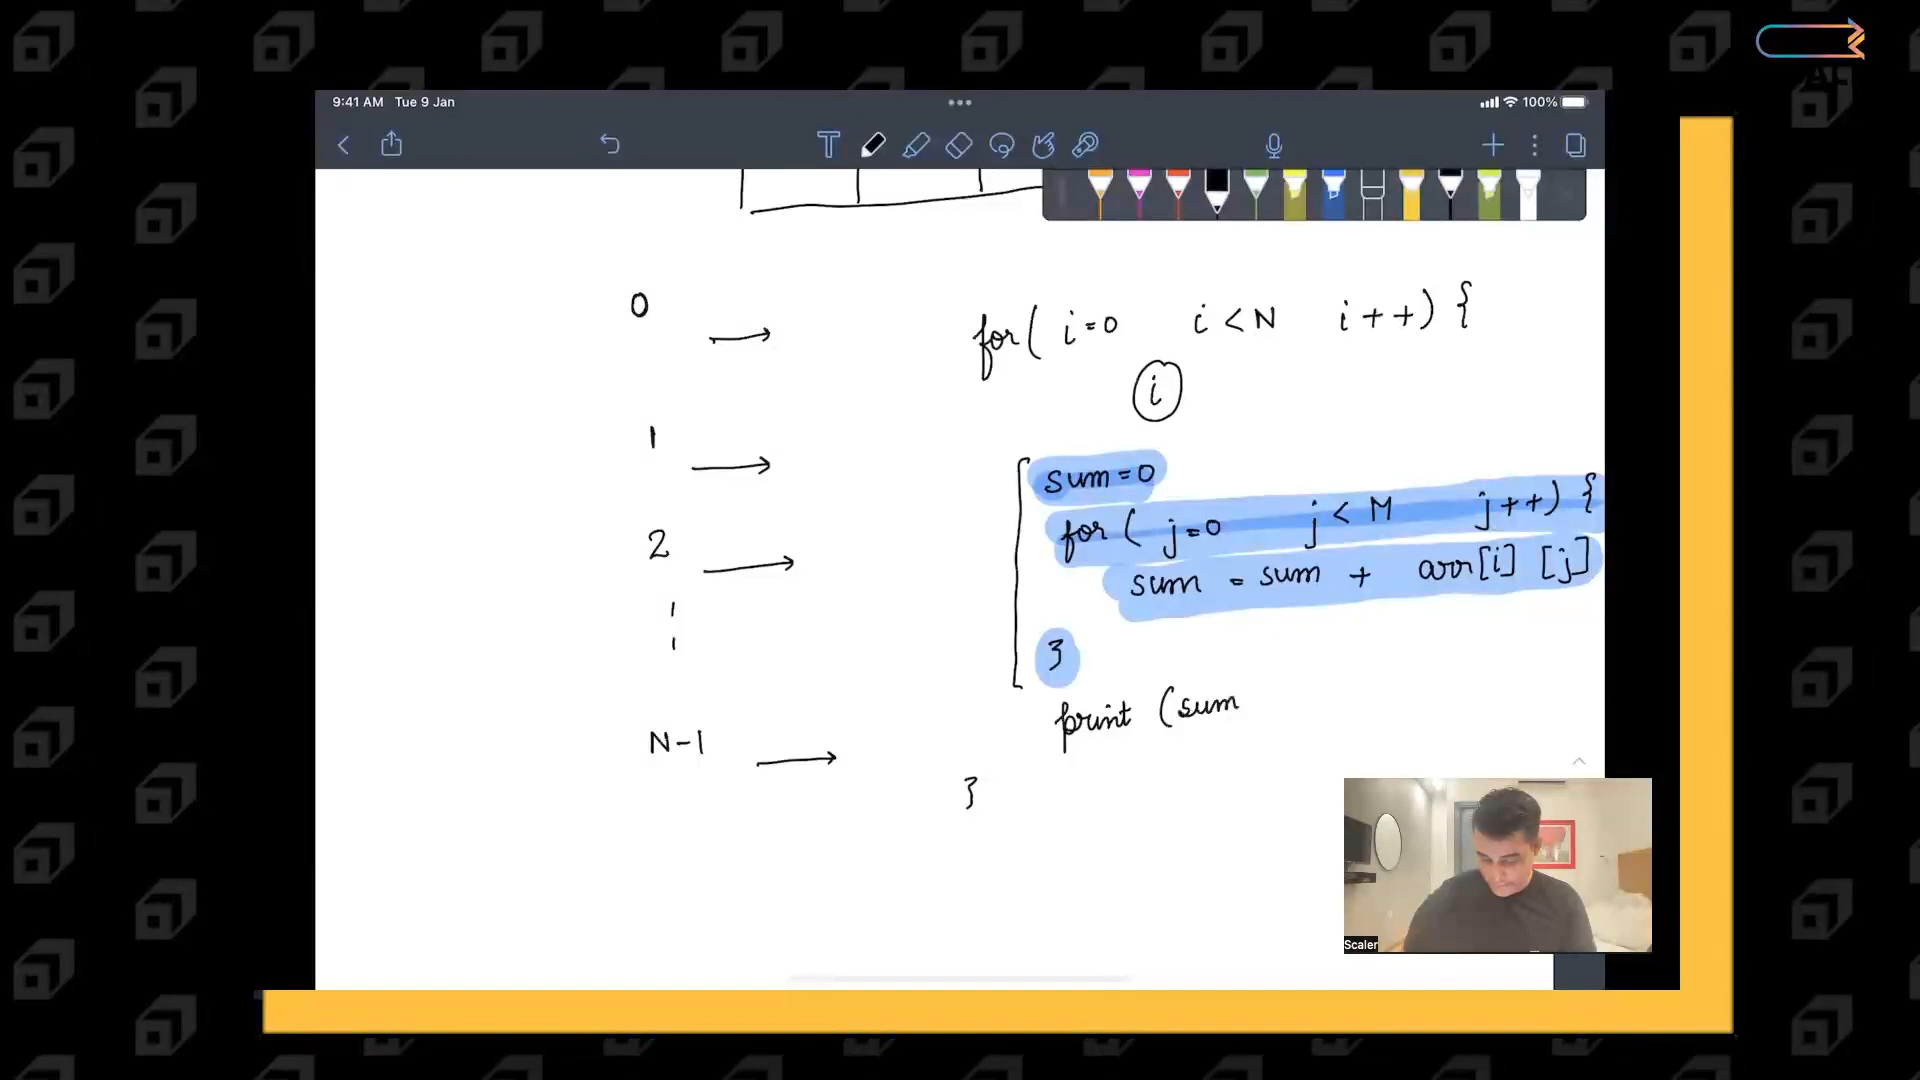 9:41 AM Tue 9 Jan
100%
0
for( i=0 i<N i++) {
i
1
sum=0
for ( j=0 j< M j++) {
2
sum = sum + arr[i] [j]
}
print (sum
N-1
}
Scaler